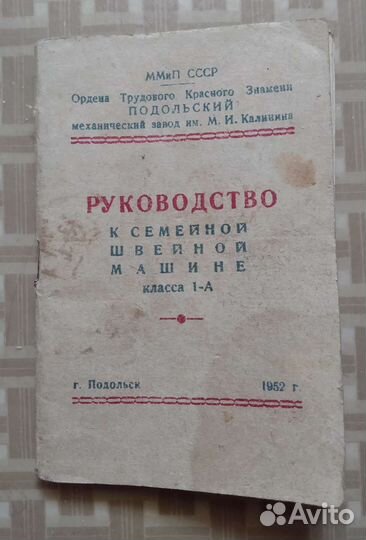 ММиП СССР
Ордена Трудового Красного Знамени
ПОДОЛЬСКИЙ
механический завод им. М. И. Калинина
РУКОВОДСТВО
К СЕМЕЙНОЙ
ШВЕЙНОЙ
МАШИНЕ
класса 1-А
г. Подольск 1952 г.
Avito